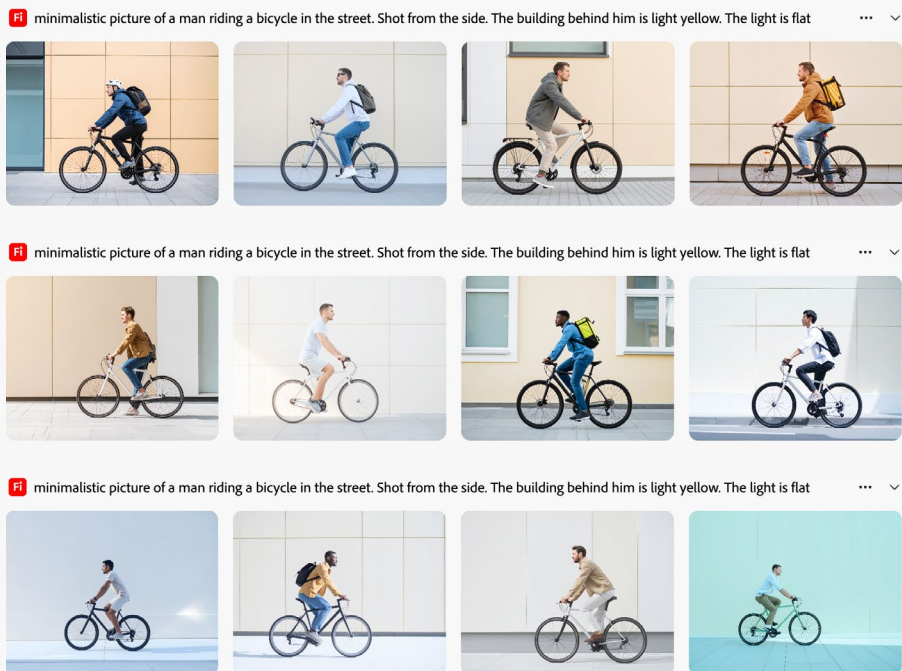 Fi minimalistic picture of a man riding a bicycle in the street. Shot from the side. The building behind him is light yellow. The light is flat
Fi minimalistic picture of a man riding a bicycle in the street. Shot from the side. The building behind him is light yellow. The light is flat
Fi minimalistic picture of a man riding a bicycle in the street. Shot from the side. The building behind him is light yellow. The light is flat